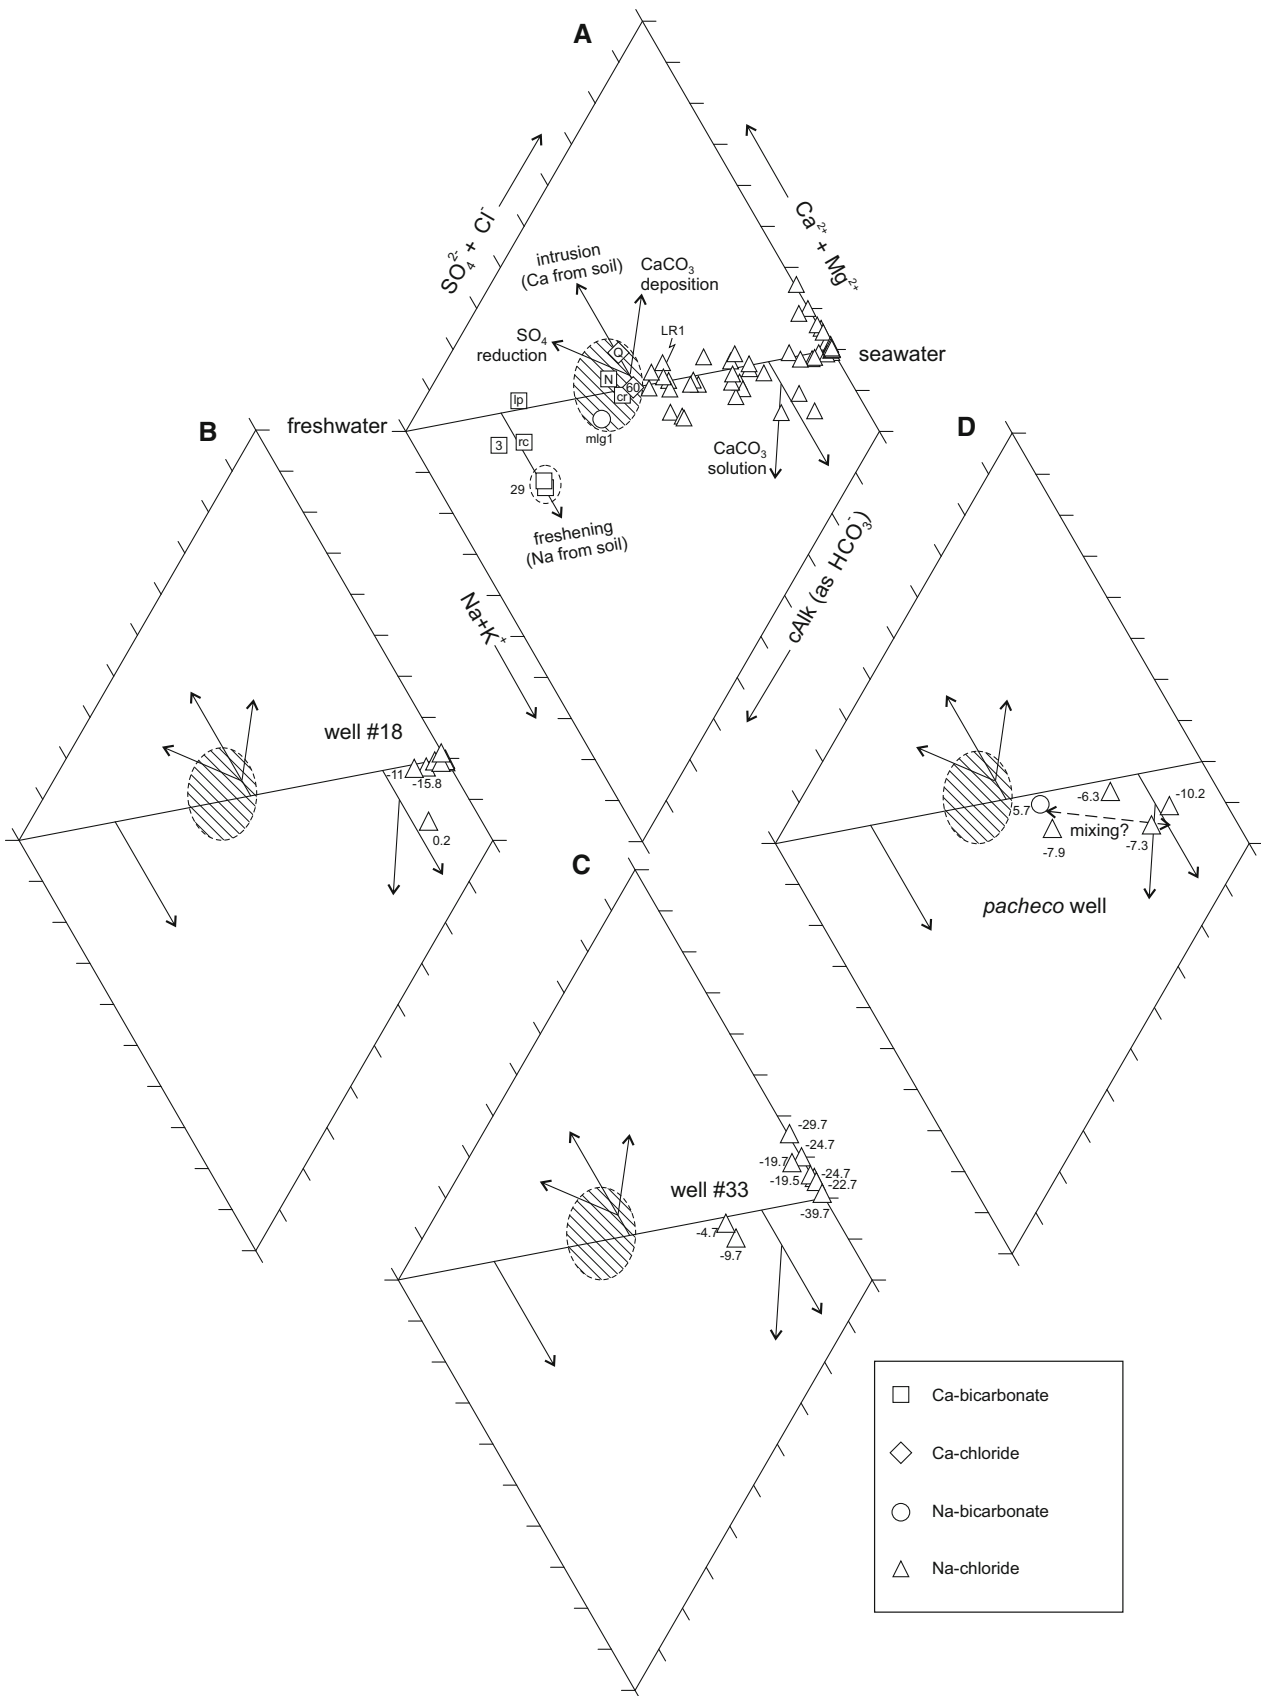 A
SO₄²⁻ + Cl⁻
Ca²⁺ + Mg²⁺
intrusion
(Ca from soil)
CaCO₃
deposition
SO₄
reduction
LR1
Q
N
60
cr
lp
mlg1
seawater
freshwater
3
rc
29
CaCO₃
solution
freshening
(Na from soil)
Na+K⁺
cAlk (as HCO₃⁻)
B
well #18
-11
-15.8
0.2
D
-6.3
-10.2
5.7
mixing?
-7.9
-7.3
pacheco well
C
-29.7
-24.7
-19.7
-24.7
-19.5
-22.7
well #33
-39.7
-4.7
-9.7
Ca-bicarbonate
Ca-chloride
Na-bicarbonate
Na-chloride